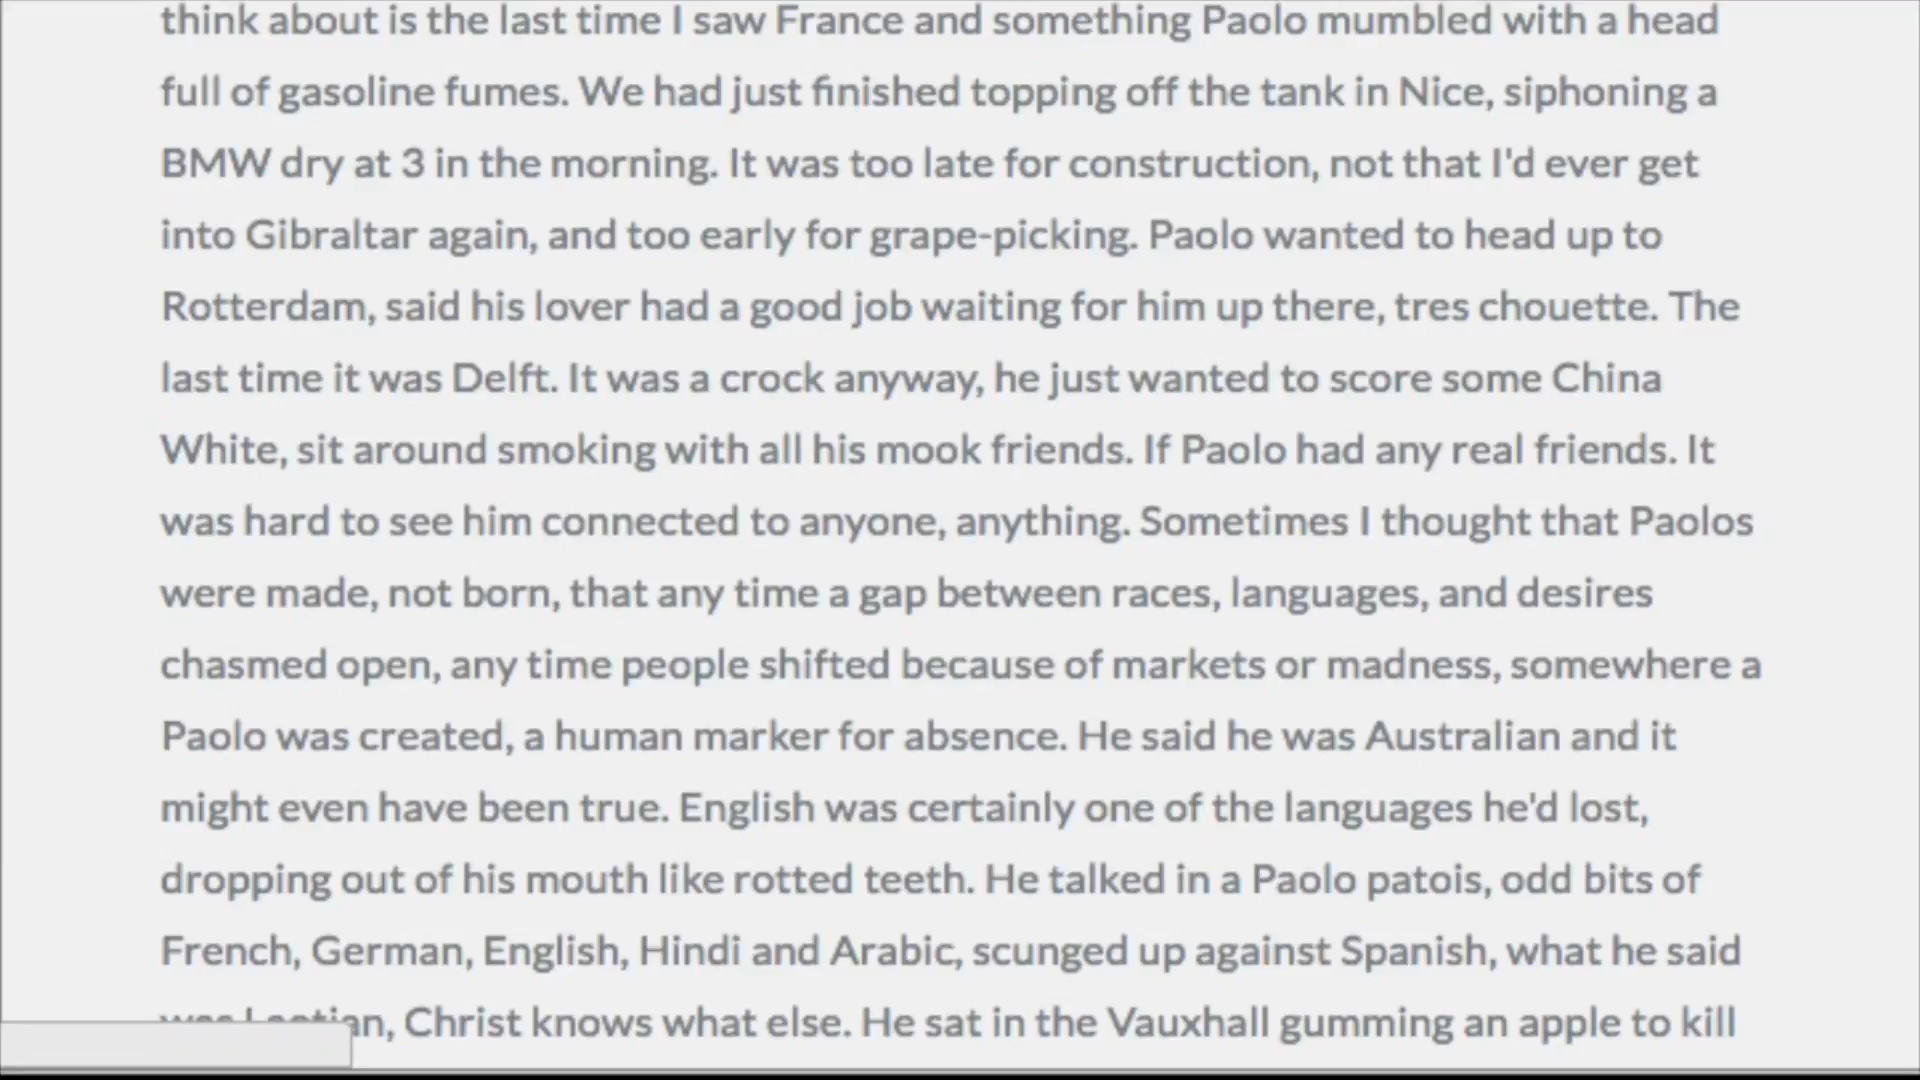 think about is the last time I saw France and something Paolo mumbled with a head
full of gasoline fumes. We had just finished topping off the tank in Nice, siphoning a
BMW dry at 3 in the morning. It was too late for construction, not that I'd ever get
into Gibraltar again, and too early for grape-picking. Paolo wanted to head up to
Rotterdam, said his lover had a good job waiting for him up there, tres chouette. The
last time it was Delft. It was a crock anyway, he just wanted to score some China
White, sit around smoking with all his mook friends. If Paolo had any real friends. It
was hard to see him connected to anyone, anything. Sometimes I thought that Paolos
were made, not born, that any time a gap between races, languages, and desires
chasmed open, any time people shifted because of markets or madness, somewhere a
Paolo was created, a human marker for absence. He said he was Australian and it
might even have been true. English was certainly one of the languages he'd lost,
dropping out of his mouth like rotted teeth. He talked in a Paolo patois, odd bits of
French, German, English, Hindi and Arabic, scunged up against Spanish, what he said
was Laotian, Christ knows what else. He sat in the Vauxhall gumming an apple to kill